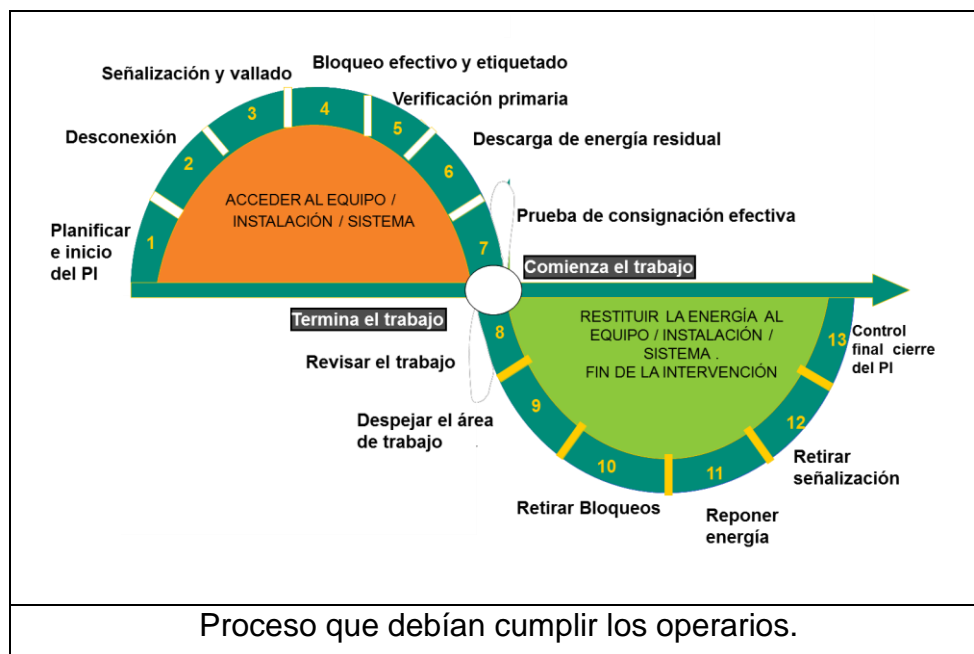 Señalización y vallado
Bloqueo efectivo y etiquetado
Verificación primaria
Desconexión
Descarga de energía residual
Planificar
e inicio
del PI
1
2
3
4
5
6
7
ACCEDER AL EQUIPO /
INSTALACIÓN / SISTEMA
Prueba de consignación efectiva
Comienza el trabajo
Termina el trabajo
Revisar el trabajo
Despejar el área
de trabajo
8
9
10
11
12
13
RESTITUIR LA ENERGÍA AL
EQUIPO / INSTALACIÓN /
SISTEMA .
FIN DE LA INTERVENCIÓN
Control
final cierre
del PI
Retirar
señalización
Retirar Bloqueos
Reponer
energía
Proceso que debían cumplir los operarios.